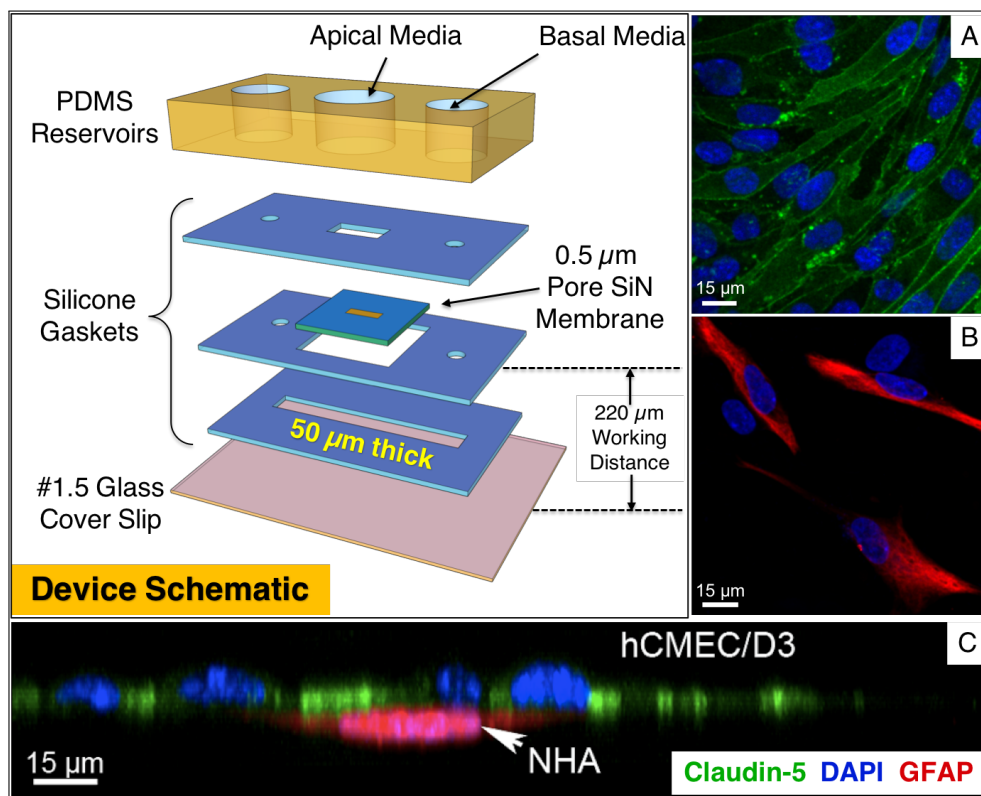 Apical Media
Basal Media
PDMS
Reservoirs
Silicone
Gaskets
0.5 µm
Pore SiN
Membrane
50 µm thick
220 µm
Working
Distance
#1.5 Glass
Cover Slip
Device Schematic
A
15 µm
B
15 µm
C
hCMEC/D3
NHA
15 µm
Claudin-5 DAPI GFAP